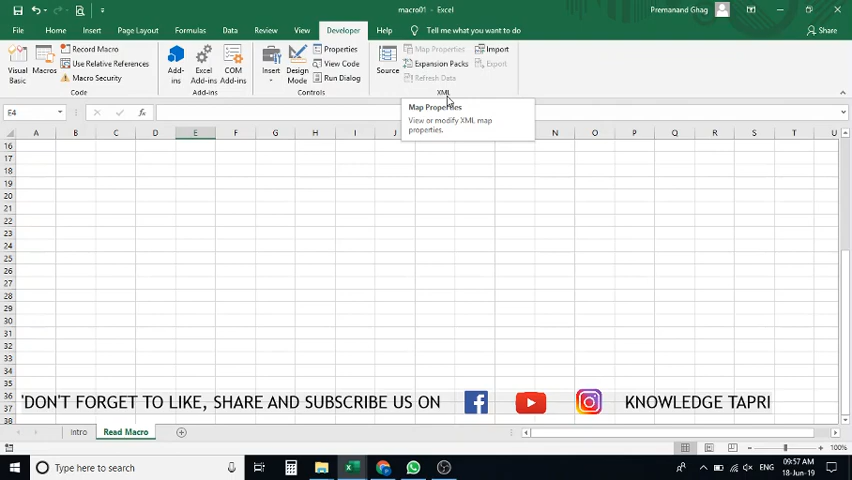 macro01 - Excel
Premanand Ghag
File Home Insert Page Layout Formulas Data Review View Developer Help Tell me what you want to do Share
Visual Basic
Macros
Record Macro
Use Relative References
Macro Security
Code
Add-ins
Excel Add-ins
COM Add-ins
Add-ins
Insert
Design Mode
Properties
View Code
Run Dialog
Controls
Source
Map Properties
Expansion Packs
Refresh Data
Import
Export
XML
E4
fx
Map Properties
View or modify XML map
properties.
A B C D E F G H I J N O P Q R S T U
16
17
18
19
20
21
22
23
24
25
26
27
28
29
30
31
32
33
34
35
36
37
38
'DON'T FORGET TO LIKE, SHARE AND SUBSCRIBE US ON KNOWLEDGE TAPRI
Intro Read Macro
100%
Type here to search
ENG
09:57 AM
18-Jun-19